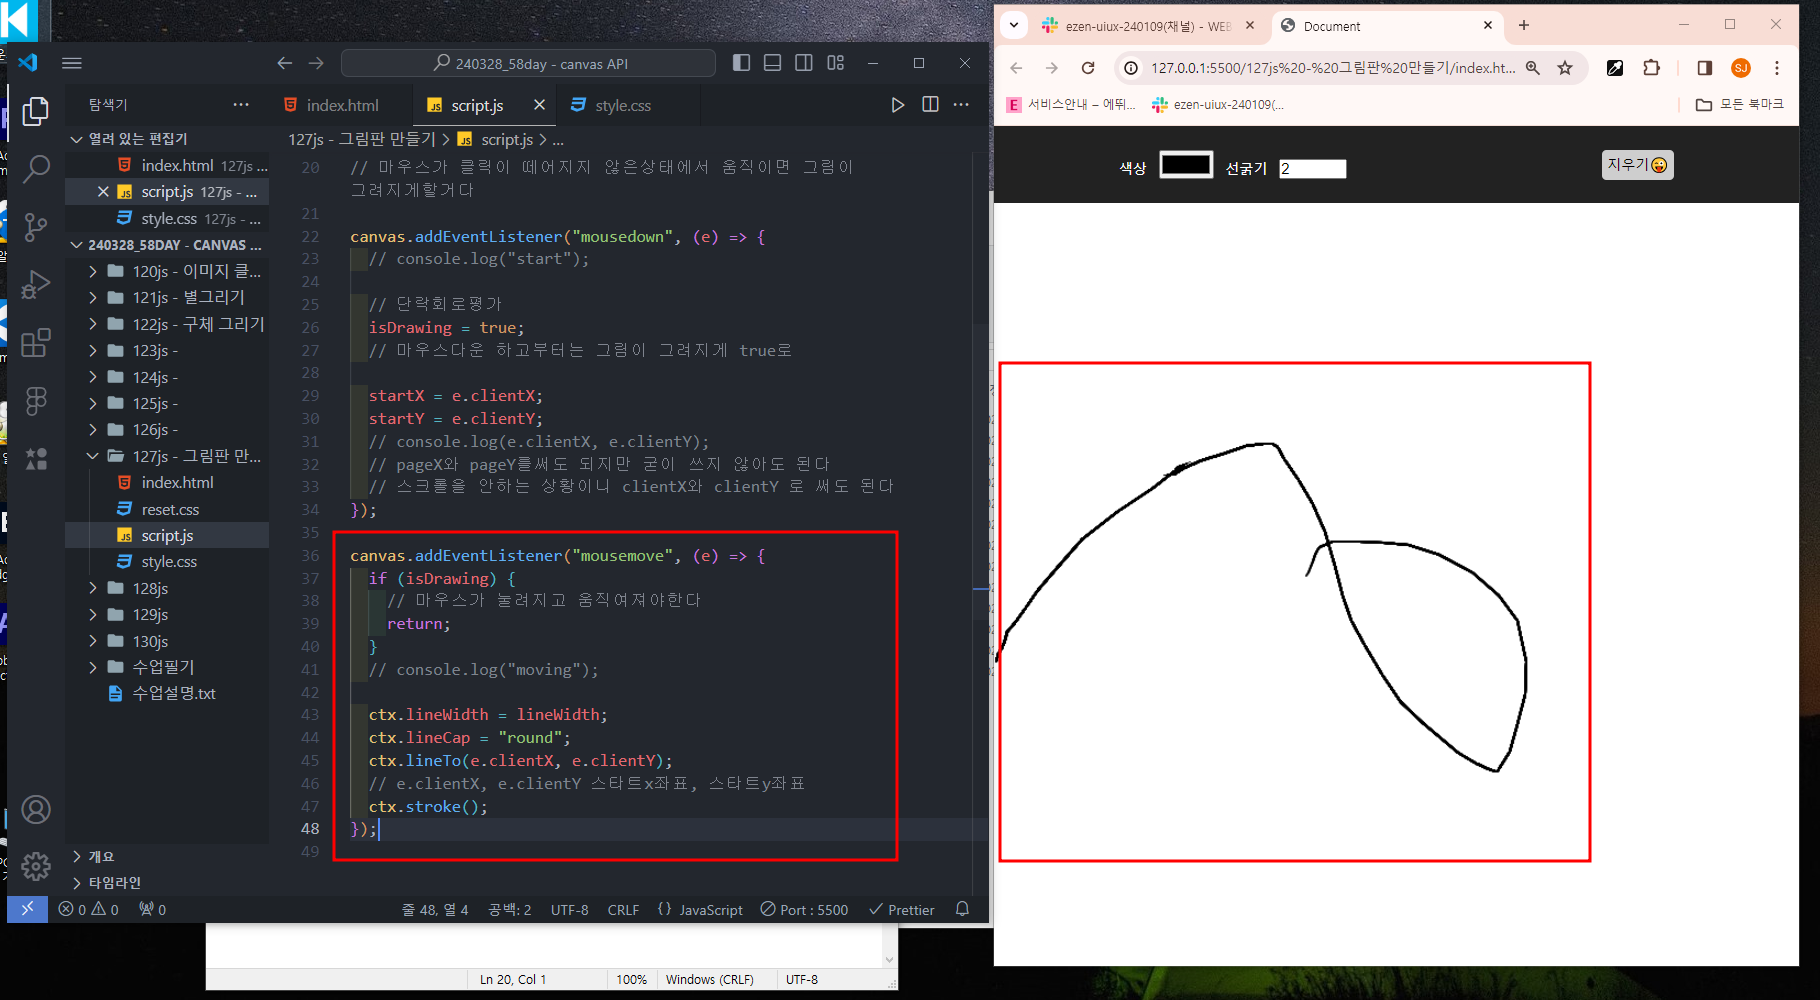 240328_58day - canvas API
탐색기
index.html
script.js
style.css
열려 있는 편집기
127js - 그림판 만들기 > script.js > ...
index.html 127js ...
script.js 127js - ...
style.css 127js - ...
240328_58DAY - CANVAS ...
120js - 이미지 클...
121js - 별그리기
122js - 구체 그리기
123js -
124js -
125js -
126js -
127js - 그림판 만...
index.html
reset.css
script.js
style.css
128js
129js
130js
수업필기
수업설명.txt
개요
타임라인
20 // 마우스가 클릭이 떼어지지 않은상태에서 움직이면 그림이
그려지게할거다
21
22 canvas.addEventListener("mousedown", (e) => {
23 // console.log("start");
24
25 // 단락회로평가
26 isDrawing = true;
27 // 마우스다운 하고부터는 그림이 그려지게 true로
28
29 startX = e.clientX;
30 startY = e.clientY;
31 // console.log(e.clientX, e.clientY);
32 // pageX와 pageY를써도 되지만 굳이 쓰지 않아도 된다
33 // 스크롤을 안하는 상황이니 clientX와 clientY 로 써도 된다
34 });
35
36 canvas.addEventListener("mousemove", (e) => {
37 if (isDrawing) {
38 // 마우스가 눌려지고 움직여져야한다
39 return;
40 }
41 // console.log("moving");
42
43 ctx.lineWidth = lineWidth;
44 ctx.lineCap = "round";
45 ctx.lineTo(e.clientX, e.clientY);
46 // e.clientX, e.clientY 스타트x좌표, 스타트y좌표
47 ctx.stroke();
48 });
49
0 0 0
줄 48, 열 4 공백: 2 UTF-8 CRLF {} JavaScript Port : 5500 Prettier
Ln 20, Col 1 100% Windows (CRLF) UTF-8
ezen-uiux-240109(채널) - WEB
Document
127.0.0.1:5500/127js%20-%20그림판%20만들기/index.ht...
SJ
E 서비스안내 – 에뛰...
ezen-uiux-240109(...
모든 북마크
색상 선굵기 2 지우기